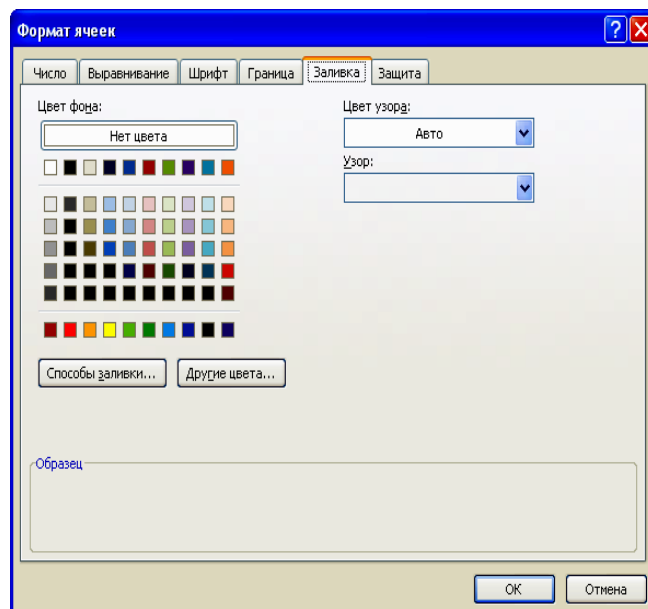 Формат ячеек
Число Выравнивание Шрифт Граница Заливка Защита
Цвет фона:
Нет цвета
Способы заливки... Другие цвета...
Цвет узора:
Авто
Узор:
Образец
ОК Отмена